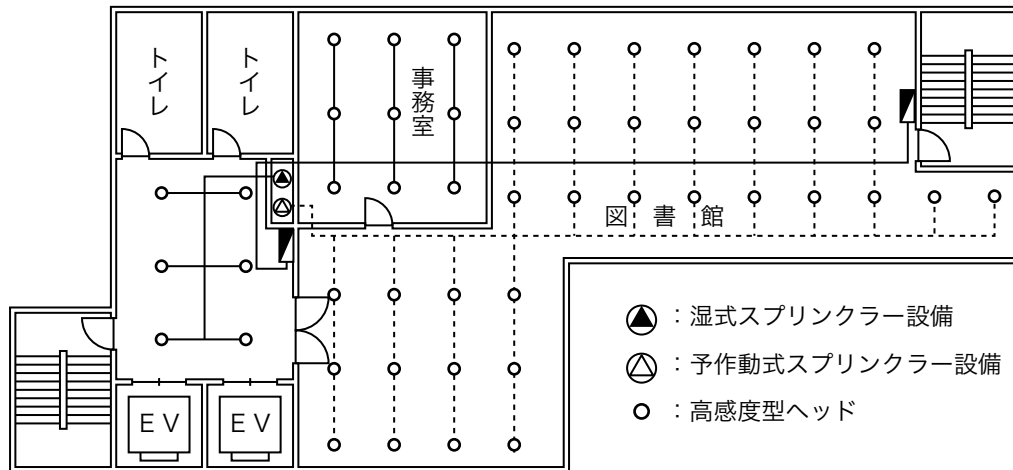 トイレ
トイレ
事務室
図書館
EV
EV
：湿式スプリンクラー設備
：予作動式スプリンクラー設備
：高感度型ヘッド